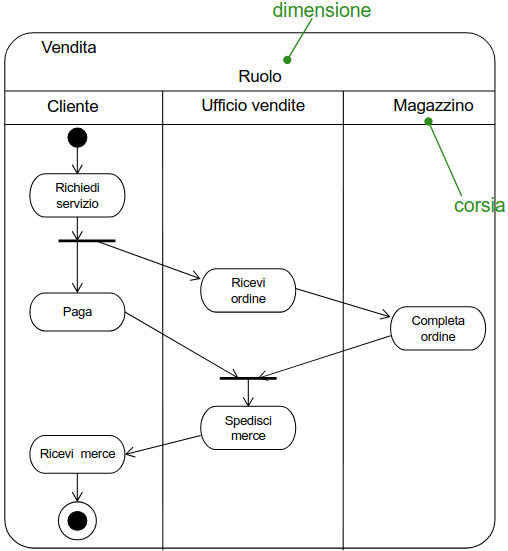 dimensione
Vendita
Ruolo
Cliente
Ufficio vendite
Magazzino
corsia
Richiedi
servizio
Ricevi
ordine
Paga
Completa
ordine
Spedisci
merce
Ricevi merce